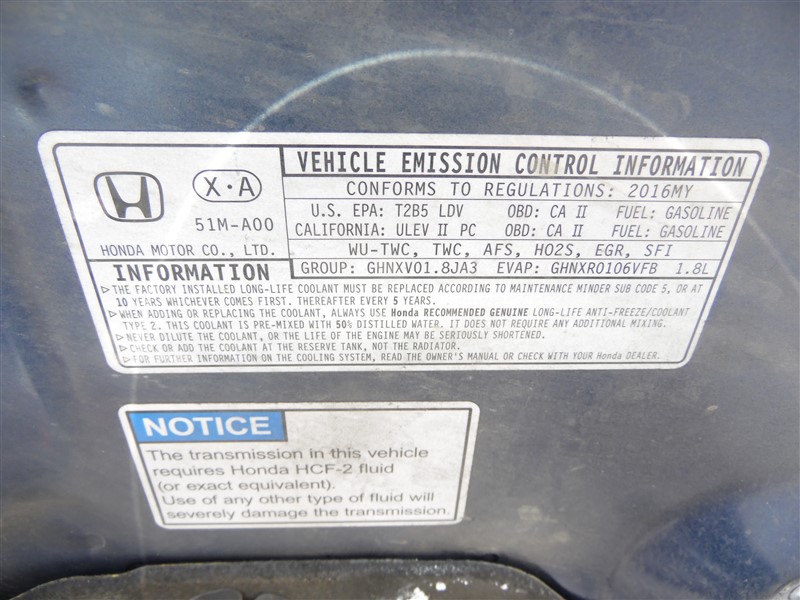 VEHICLE EMISSION CONTROL INFORMATION
X·A
51M-A00
HONDA MOTOR CO., LTD.
CONFORMS TO REGULATIONS: 2016MY
U.S. EPA: T2B5 LDV OBD: CA II FUEL: GASOLINE
CALIFORNIA: ULEV II PC OBD: CA II FUEL: GASOLINE
WU-TWC, TWC, AFS, HO2S, EGR, SFI
GROUP: GHNXV01.8JA3 EVAP: GHNXR0106VFB 1.8L
INFORMATION
▷THE FACTORY INSTALLED LONG-LIFE COOLANT MUST BE REPLACED ACCORDING TO MAINTENANCE MINDER SUB CODE 5, OR AT
10 YEARS WHICHEVER COMES FIRST. THEREAFTER EVERY 5 YEARS.
▷WHEN ADDING OR REPLACING THE COOLANT, ALWAYS USE Honda RECOMMENDED GENUINE LONG-LIFE ANTI-FREEZE/COOLANT
TYPE 2. THIS COOLANT IS PRE-MIXED WITH 50% DISTILLED WATER. IT DOES NOT REQUIRE ANY ADDITIONAL MIXING.
▷NEVER DILUTE THE COOLANT, OR THE LIFE OF THE ENGINE MAY BE SERIOUSLY SHORTENED.
▷CHECK OR ADD THE COOLANT AT THE RESERVE TANK, NOT THE RADIATOR.
▷FOR FURTHER INFORMATION ON THE COOLING SYSTEM, READ THE OWNER'S MANUAL OR CHECK WITH YOUR Honda DEALER.
NOTICE
The transmission in this vehicle
requires Honda HCF-2 fluid
(or exact equivalent).
Use of any other type of fluid will
severely damage the transmission.